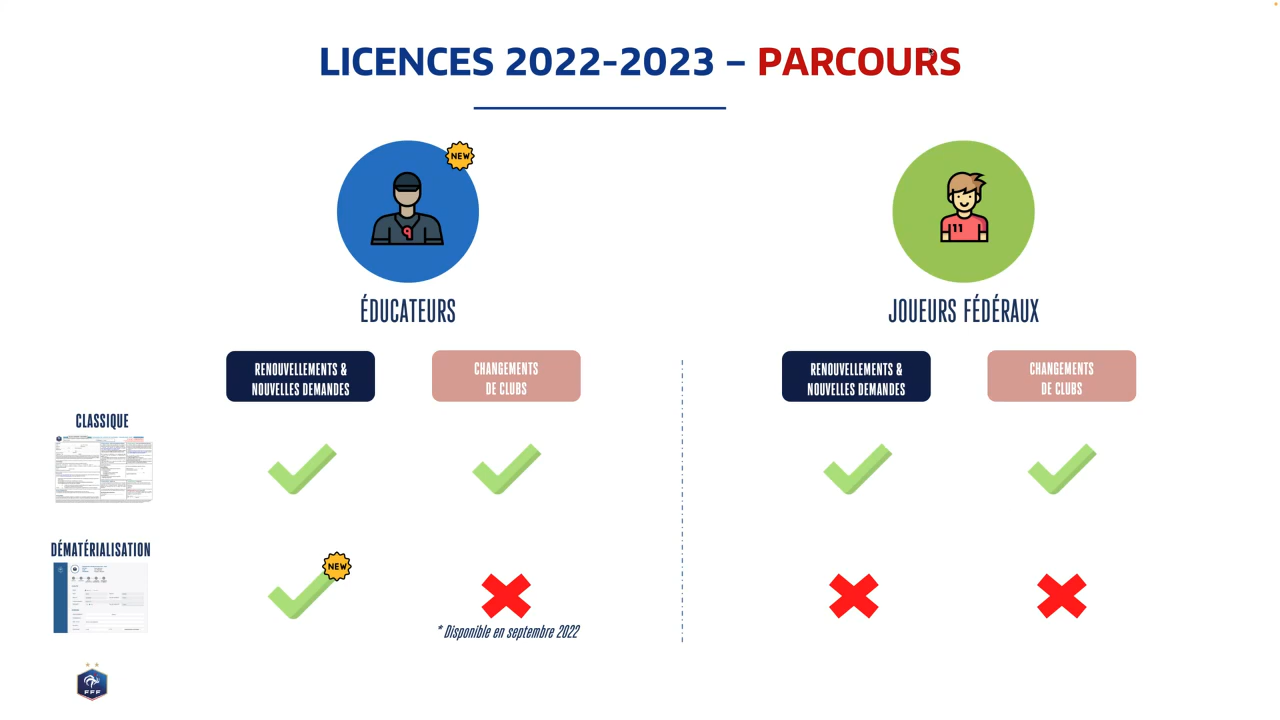 LICENCES 2022-2023 – PARCOURS
NEW
11
ÉDUCATEURS
JOUEURS FÉDÉRAUX
RENOUVELLEMENTS &
NOUVELLES DEMANDES
CHANGEMENTS
DE CLUBS
RENOUVELLEMENTS &
NOUVELLES DEMANDES
CHANGEMENTS
DE CLUBS
CLASSIQUE
DÉMATÉRIALISATION
NEW
* Disponible en septembre 2022
FFF